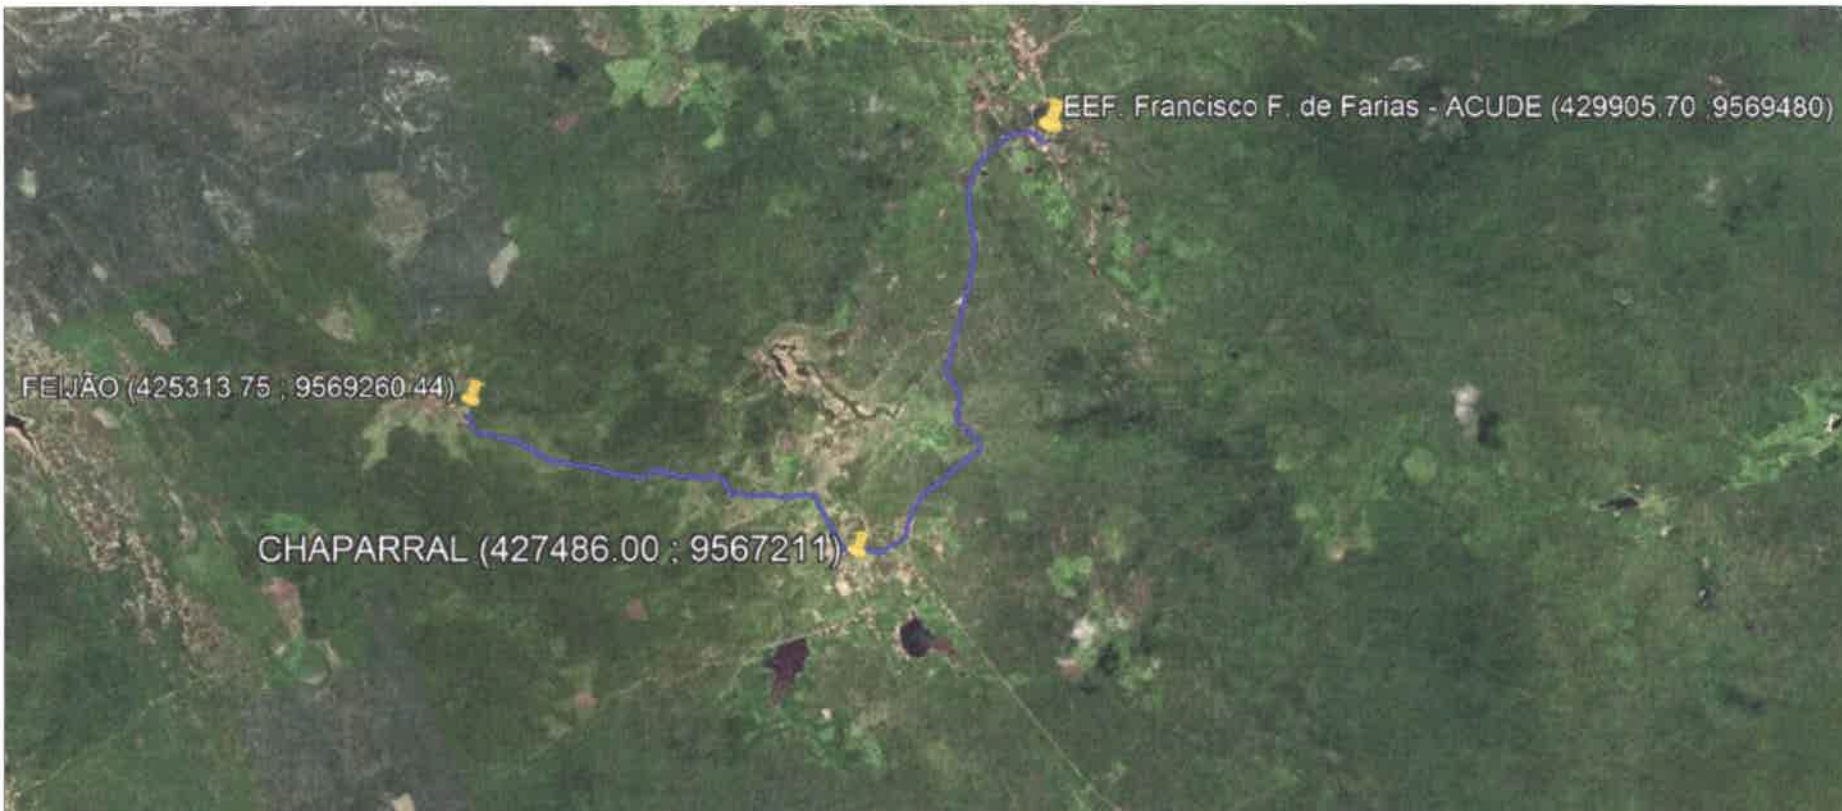 EEF. Francisco F. de Farias - ACUDE (429905.70 ,9569480)
FEIJÃO (425313.75 ; 9569260.44)
CHAPARRAL (427486.00 ; 9567211)